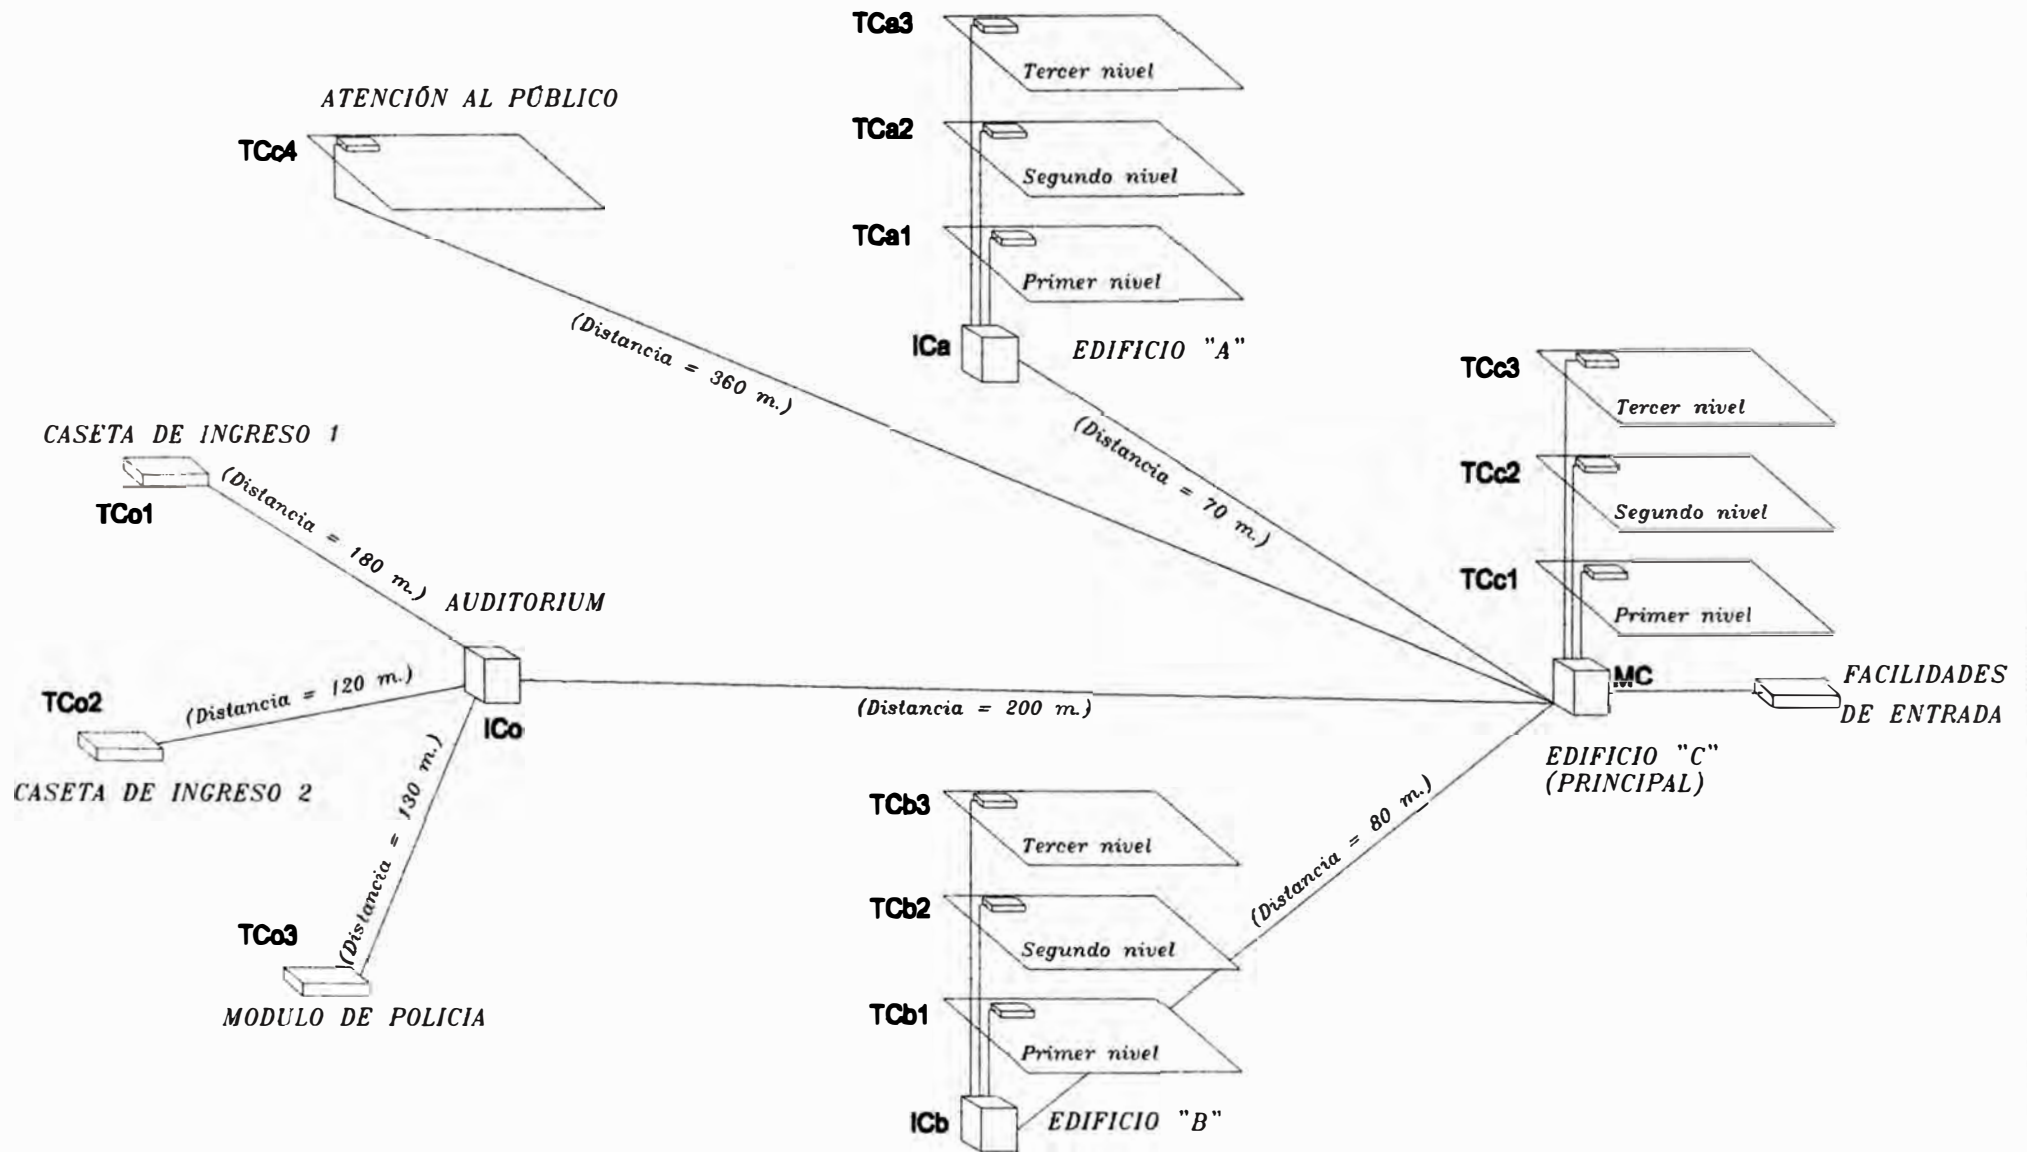 TCa3
Tercer nivel
ATENCIÓN AL PÚBLICO
TCc4
TCa2
Segundo nivel
TCa1
Primer nivel
(Distancia = 360 m.)
ICa
EDIFICIO "A"
TCc3
Tercer nivel
CASETA DE INGRESO 1
TCo1
(Distancia = 180 m.)
(Distancia = 70 m.)
TCc2
Segundo nivel
AUDITORIUM
TCc1
Primer nivel
TCo2
(Distancia = 120 m.)
ICo
(Distancia = 200 m.)
MC
FACILIDADES
DE ENTRADA
CASETA DE INGRESO 2
EDIFICIO "C"
(PRINCIPAL)
(Distancia = 130 m.)
TCb3
Tercer nivel
(Distancia = 80 m.)
TCo3
MODULO DE POLICIA
TCb2
Segundo nivel
TCb1
Primer nivel
ICb
EDIFICIO "B"